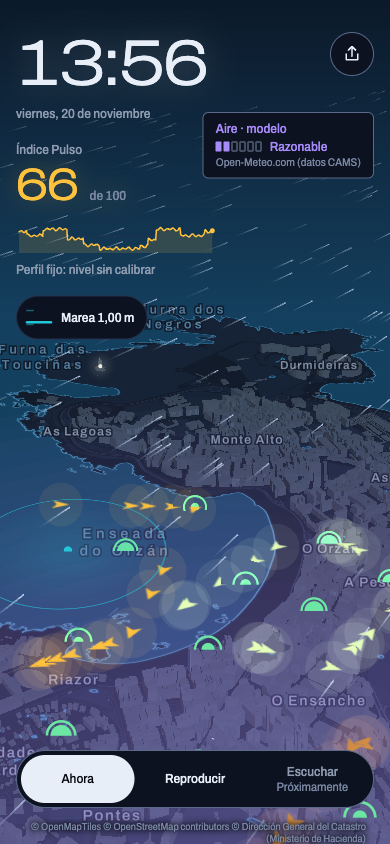 13:56
viernes, 20 de noviembre
Aire · modelo
Razonable
Open-Meteo.com (datos CAMS)
Índice Pulso
66 de 100
Perfil fijo: nivel sin calibrar
Marea 1,00 m
Furna dos
Negros
Furna das
Touciñas
Durmideiras
As Lagoas
Monte Alto
As
Enseada
do Orzán
O Orzán
A Pes
Riazor
O Ensanche
Ahora
Reproducir
Escuchar
Próximamente
Pontes
© OpenMapTiles © OpenStreetMap contributors © Dirección General del Catastro
(Ministerio de Hacienda)